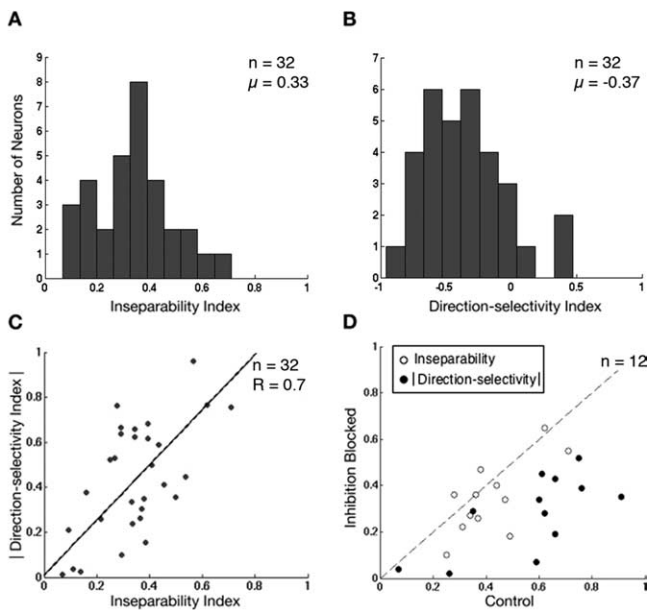 A
9
8
7
6
5
4
3
2
1
0
Number of Neurons
n = 32
μ = 0.33
0.2
0.4
0.6
0.8
1
Inseparability Index
B
7
6
5
4
3
2
1
0
n = 32
μ = -0.37
-1
-0.5
0
0.5
1
Direction-selectivity Index
C
1
0.8
0.6
0.4
0.2
0
| Direction-selectivity Index |
n = 32
R = 0.7
0
0.2
0.4
0.6
0.8
1
Inseparability Index
D
1
0.8
0.6
0.4
0.2
0
Inhibition Blocked
Inseparability
| Direction-selectivity |
n = 12
0
0.2
0.4
0.6
0.8
1
Control